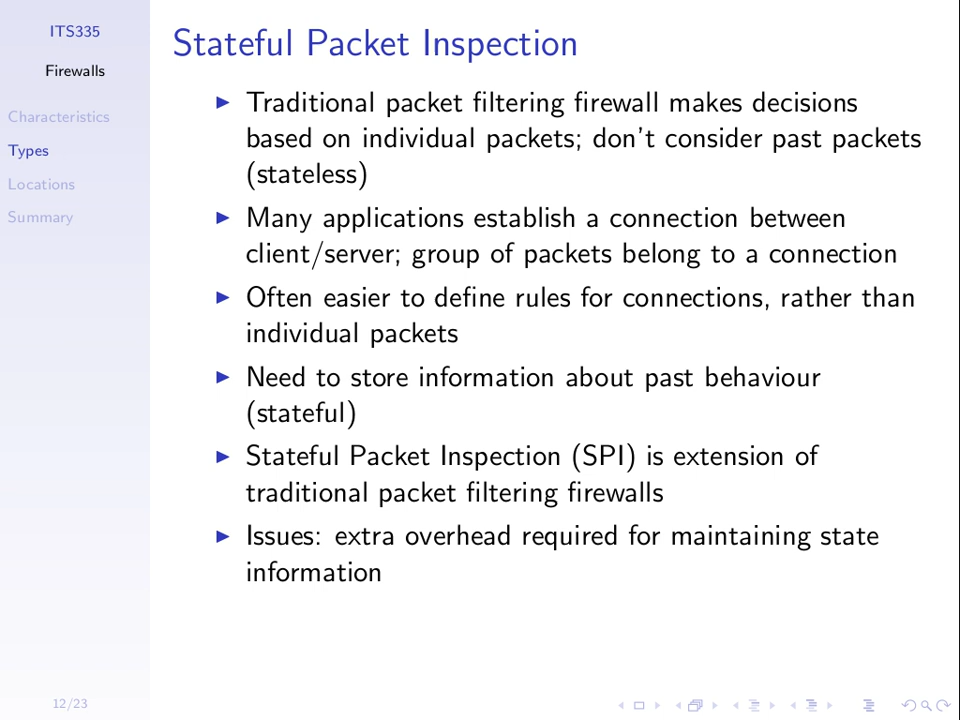 ITS335
Firewalls
Characteristics
Types
Locations
Summary
Stateful Packet Inspection
Traditional packet filtering firewall makes decisions
based on individual packets; don't consider past packets
(stateless)
Many applications establish a connection between
client/server; group of packets belong to a connection
Often easier to define rules for connections, rather than
individual packets
Need to store information about past behaviour
(stateful)
Stateful Packet Inspection (SPI) is extension of
traditional packet filtering firewalls
Issues: extra overhead required for maintaining state
information
12/23